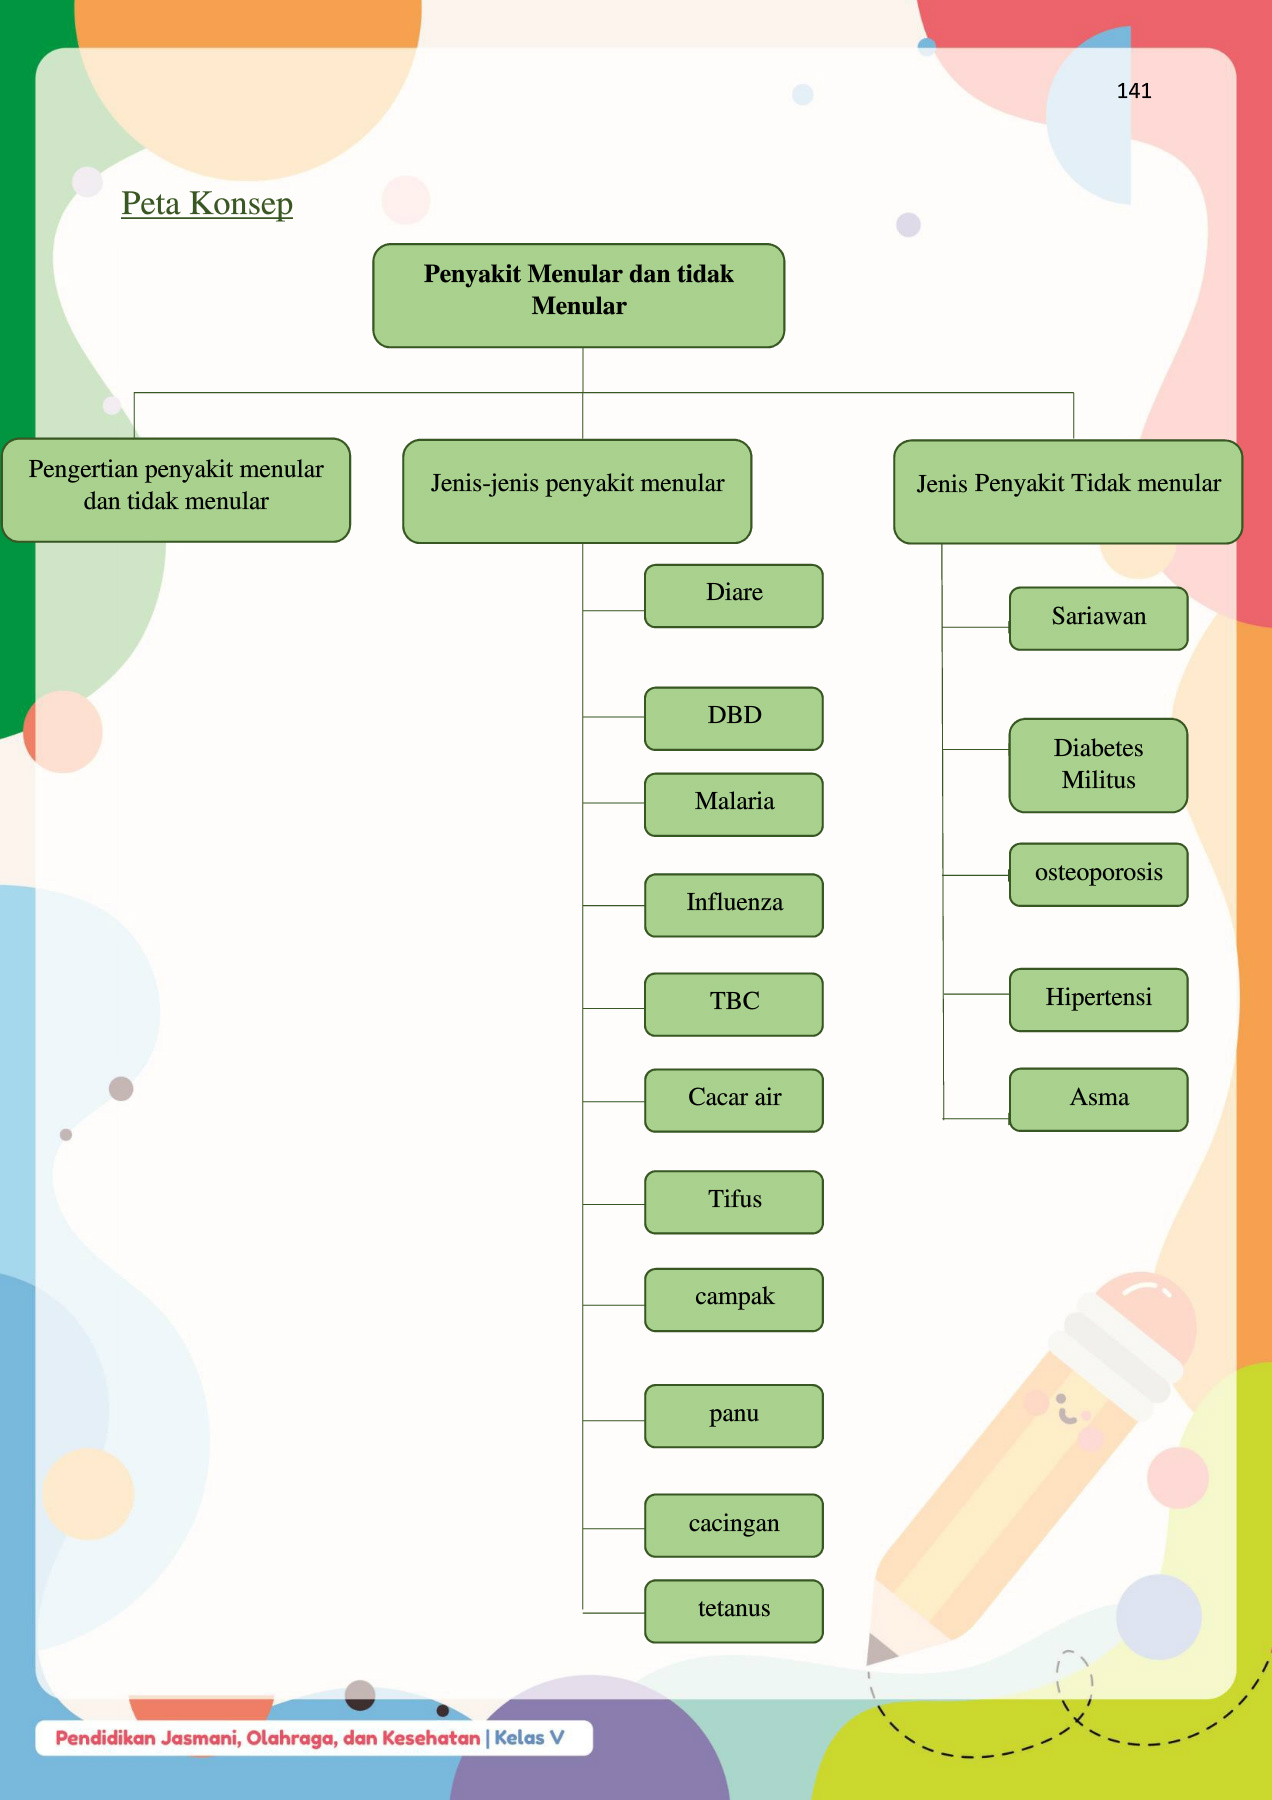 141
Peta Konsep
Penyakit Menular dan tidak
Menular
Pengertian penyakit menular
dan tidak menular
Jenis-jenis penyakit menular
Jenis Penyakit Tidak menular
Diare
DBD
Malaria
Influenza
TBC
Cacar air
Tifus
campak
panu
cacingan
tetanus
Sariawan
Diabetes
Militus
osteoporosis
Hipertensi
Asma
Pendidikan Jasmani, Olahraga, dan Kesehatan | Kelas V